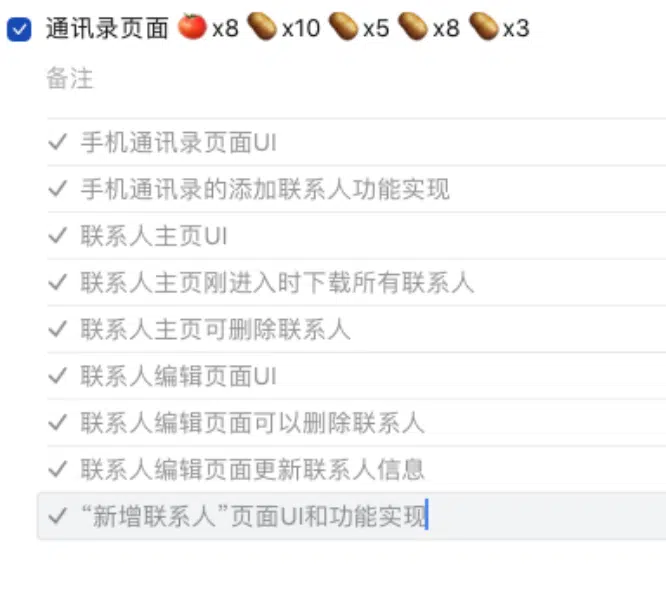 通讯录页面 🍅x8 🥔x10 🥔x5 🥔x8 🥔x3
备注
手机通讯录页面UI
手机通讯录的添加联系人功能实现
联系人主页UI
联系人主页刚进入时下载所有联系人
联系人主页可删除联系人
联系人编辑页面UI
联系人编辑页面可以删除联系人
联系人编辑页面更新联系人信息
“新增联系人”页面UI和功能实现